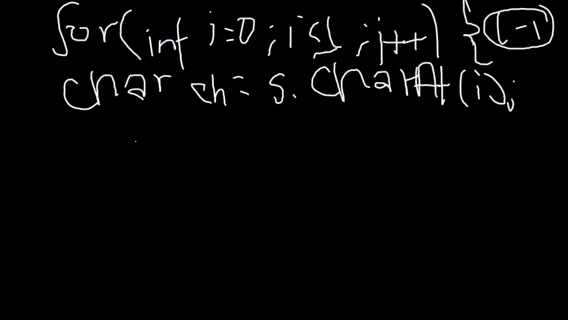 for(int i=0;i<l;i++) { l-1
char ch= s.charAt(i);